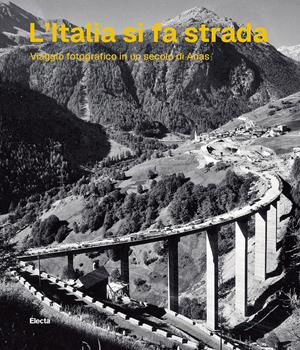 L'Italia si fa strada
Viaggio fotografico in un secolo di Anas
Electa